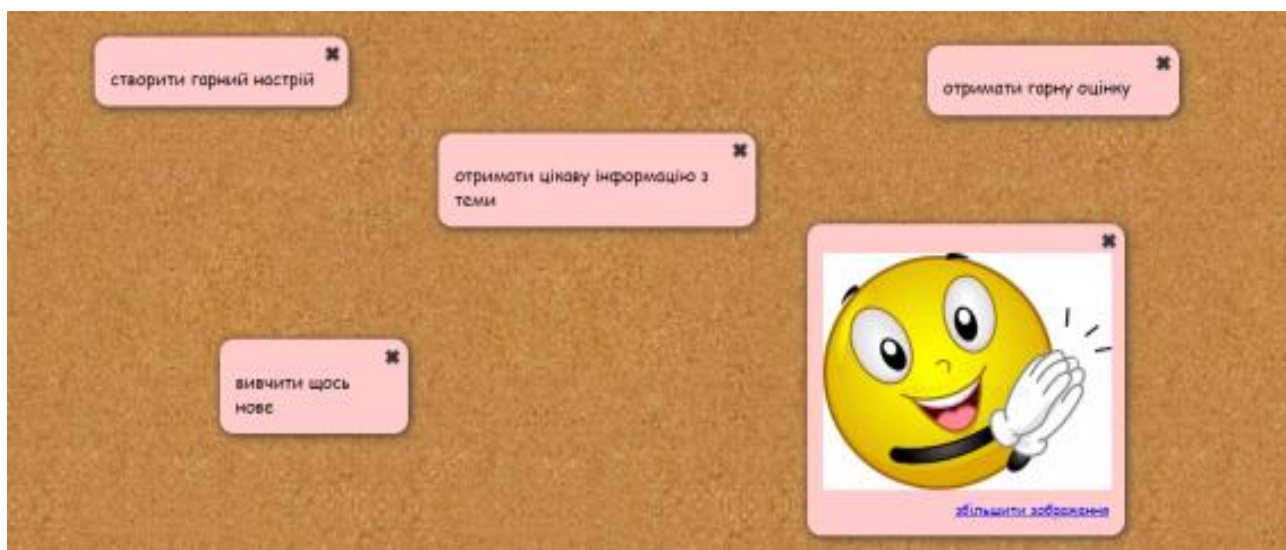 створити гарний настрій
отримати гарну оцінку
отримати цікаву інформацію з
теми
вивчити щось
нове
збільшити зображення